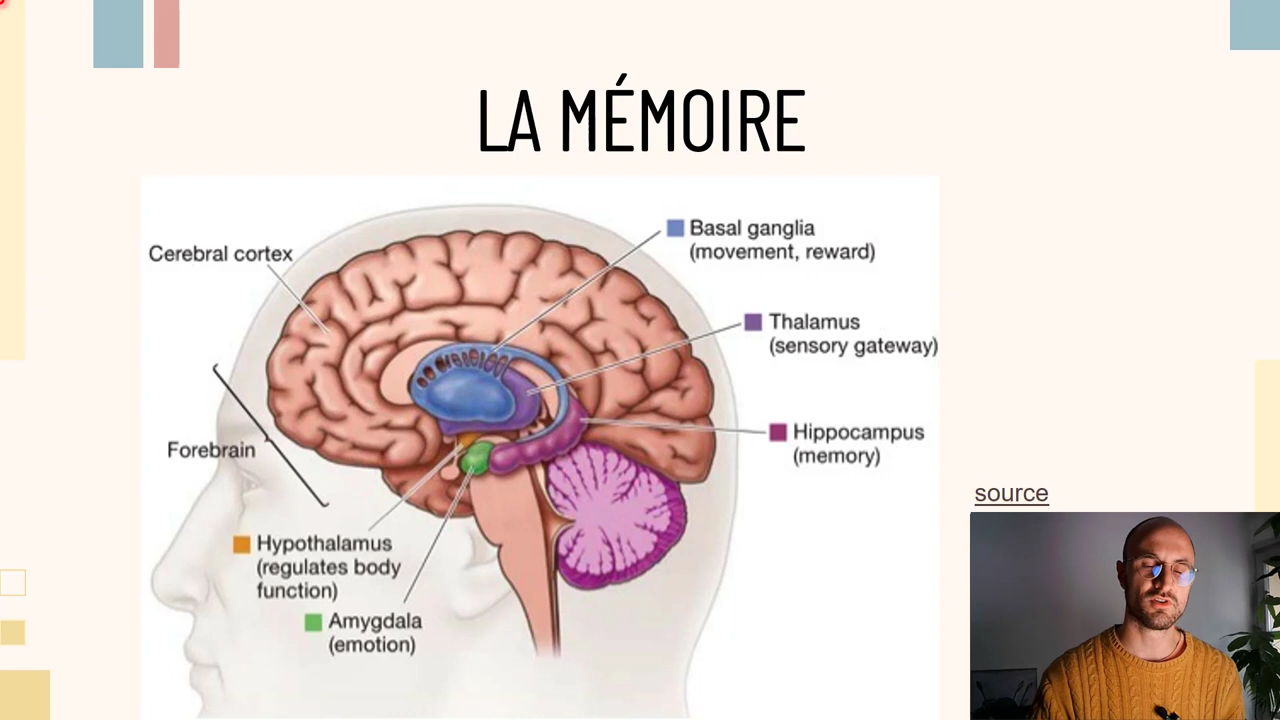 LA MÉMOIRE
Cerebral cortex
Basal ganglia
(movement, reward)
Thalamus
(sensory gateway)
Hippocampus
(memory)
Forebrain
Hypothalamus
(regulates body
function)
Amygdala
(emotion)
source